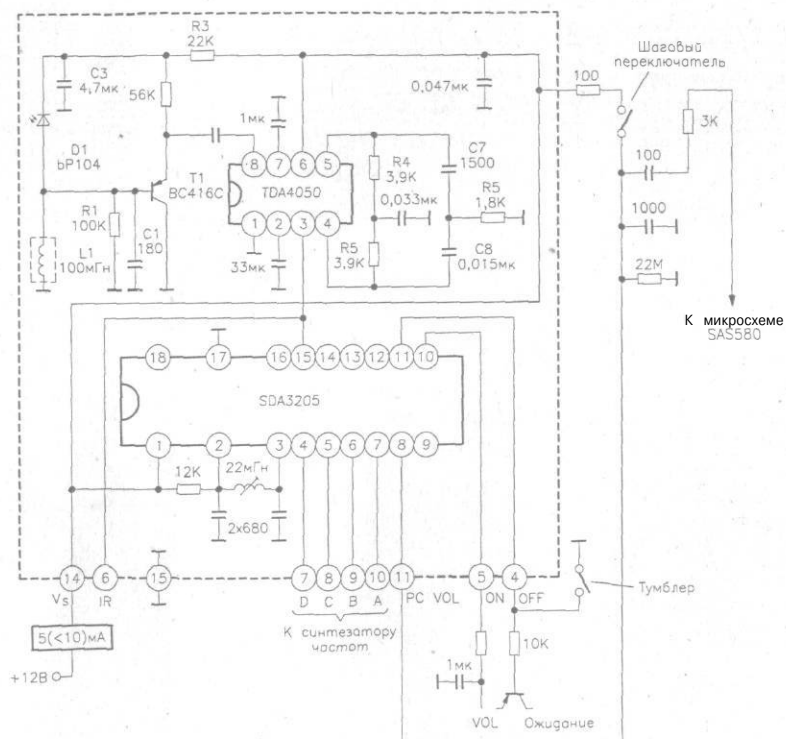 R3
22K
C3
4,7мк
56K
1мк
0,047мк
100
Шаговый
переключатель
3K
D1
bP104
T1
BC416C
8 7 6 5
TDA4050
1 2 3 4
R4
3,9K
C7
1500
0,033мк
R5
1,8K
100
R1
100K
C1
180
L1
100мГн
33мк
R5
3,9K
C8
0,015мк
1000
22M
К микросхеме
SAS580
18 17 16 15 14 13 12 11 10
SDA3205
1 2 3 4 5 6 7 8 9
12K
22мГн
2x680
14 6 15 7 8 9 10 11 5 4
Vs IR D C B A PC VOL ON OFF
Тумблер
5(<10)мА
К синтезатору
частот
10K
+12В
1мк
VOL Ожидание